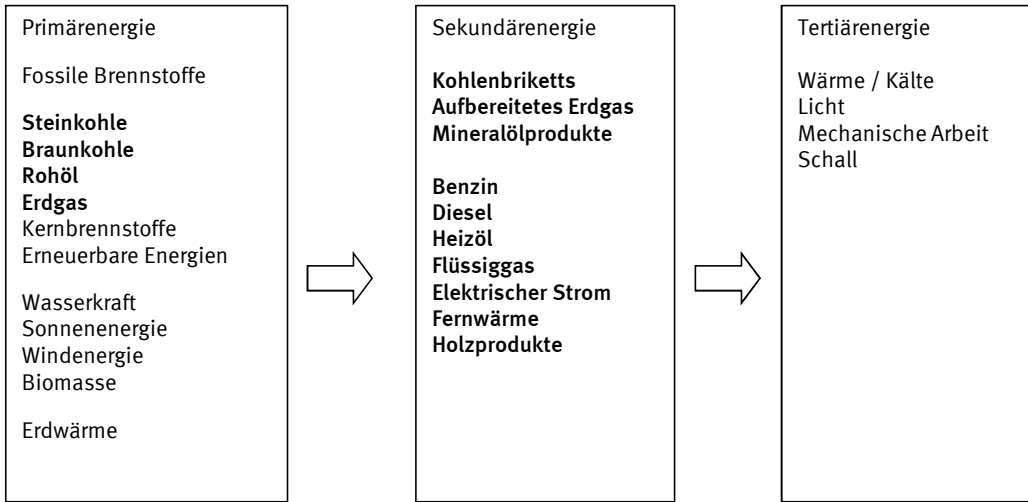 Primärenergie
Fossile Brennstoffe
Steinkohle
Braunkohle
Rohöl
Erdgas
Kernbrennstoffe
Erneuerbare Energien
Wasserkraft
Sonnenenergie
Windenergie
Biomasse
Erdwärme
Sekundärenergie
Kohlenbriketts
Aufbereitetes Erdgas
Mineralölprodukte
Benzin
Diesel
Heizöl
Flüssiggas
Elektrischer Strom
Fernwärme
Holzprodukte
Tertiärenergie
Wärme / Kälte
Licht
Mechanische Arbeit
Schall